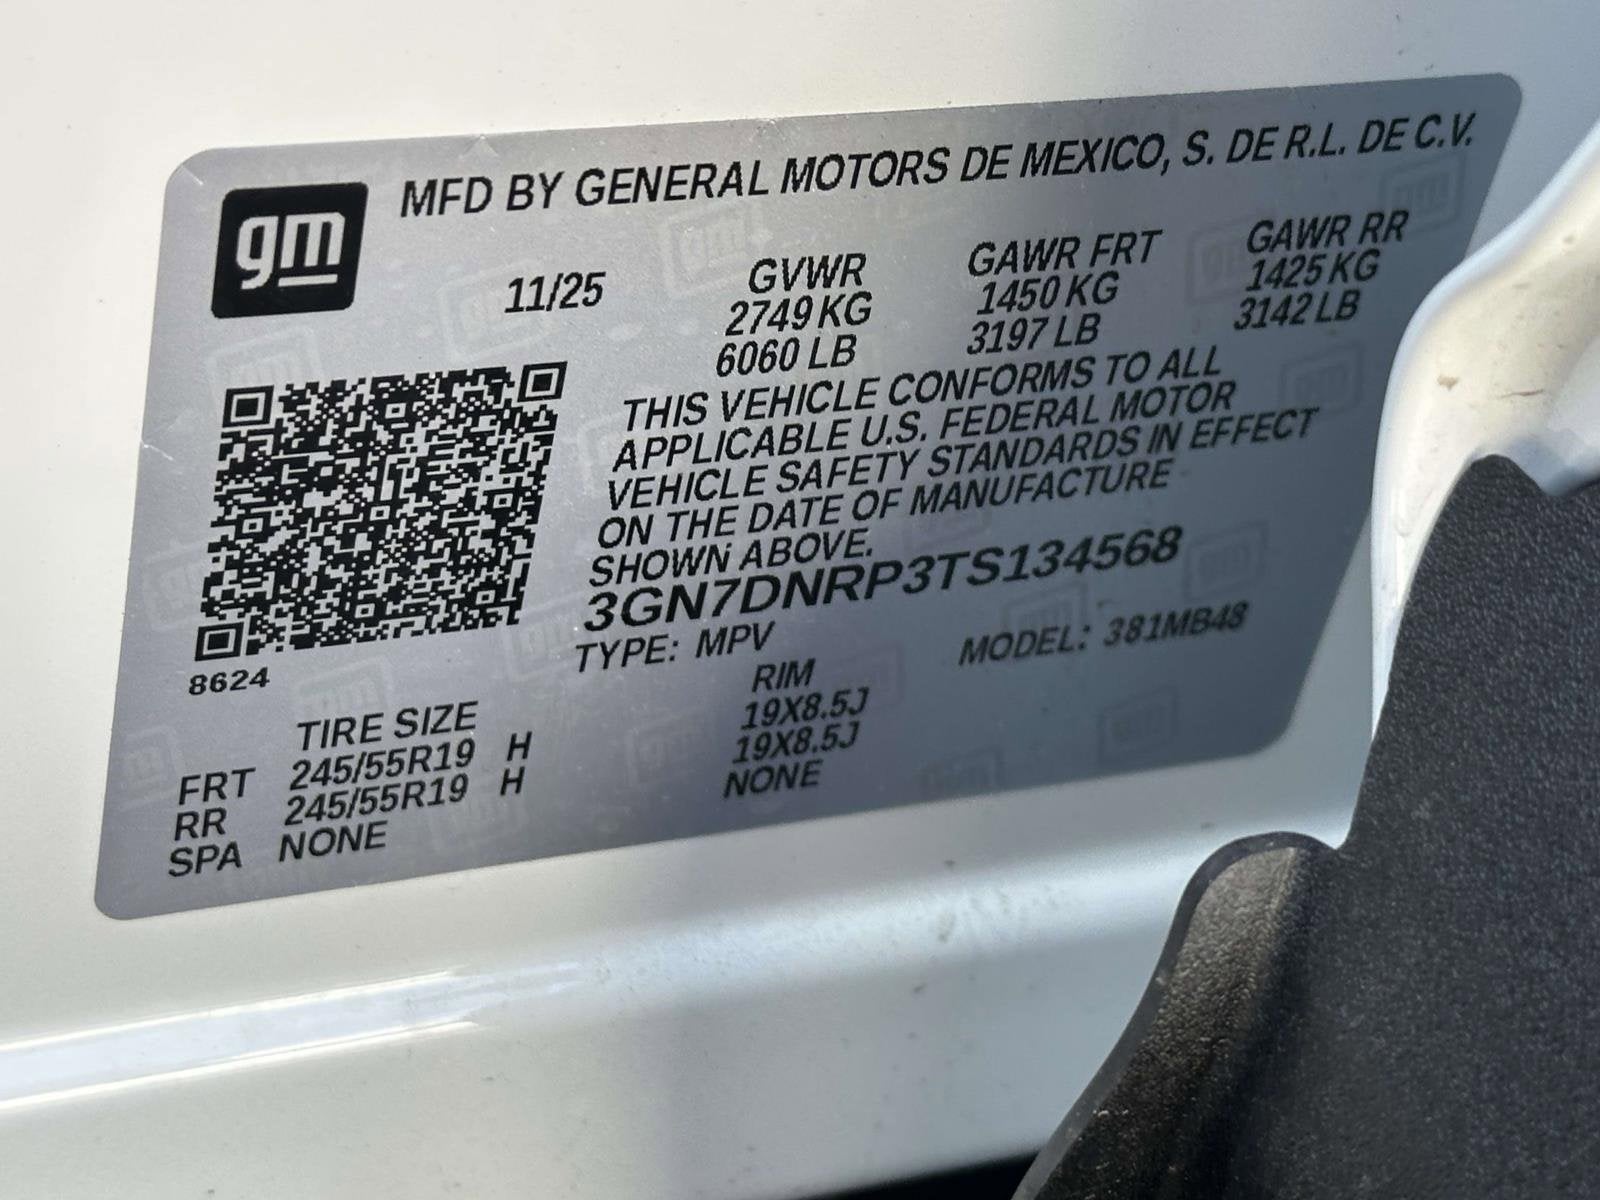 gm
MFD BY GENERAL MOTORS DE MEXICO, S. DE R.L. DE C.V.
11/25 GVWR GAWR FRT GAWR RR
2749 KG 1450 KG 1425 KG
6060 LB 3197 LB 3142 LB
THIS VEHICLE CONFORMS TO ALL
APPLICABLE U.S. FEDERAL MOTOR
VEHICLE SAFETY STANDARDS IN EFFECT
ON THE DATE OF MANUFACTURE
SHOWN ABOVE.
3GN7DNRP3TS134568
TYPE: MPV MODEL: 381MB48
8624
TIRE SIZE RIM
FRT 245/55R19 H 19X8.5J
RR 245/55R19 H 19X8.5J
SPA NONE NONE